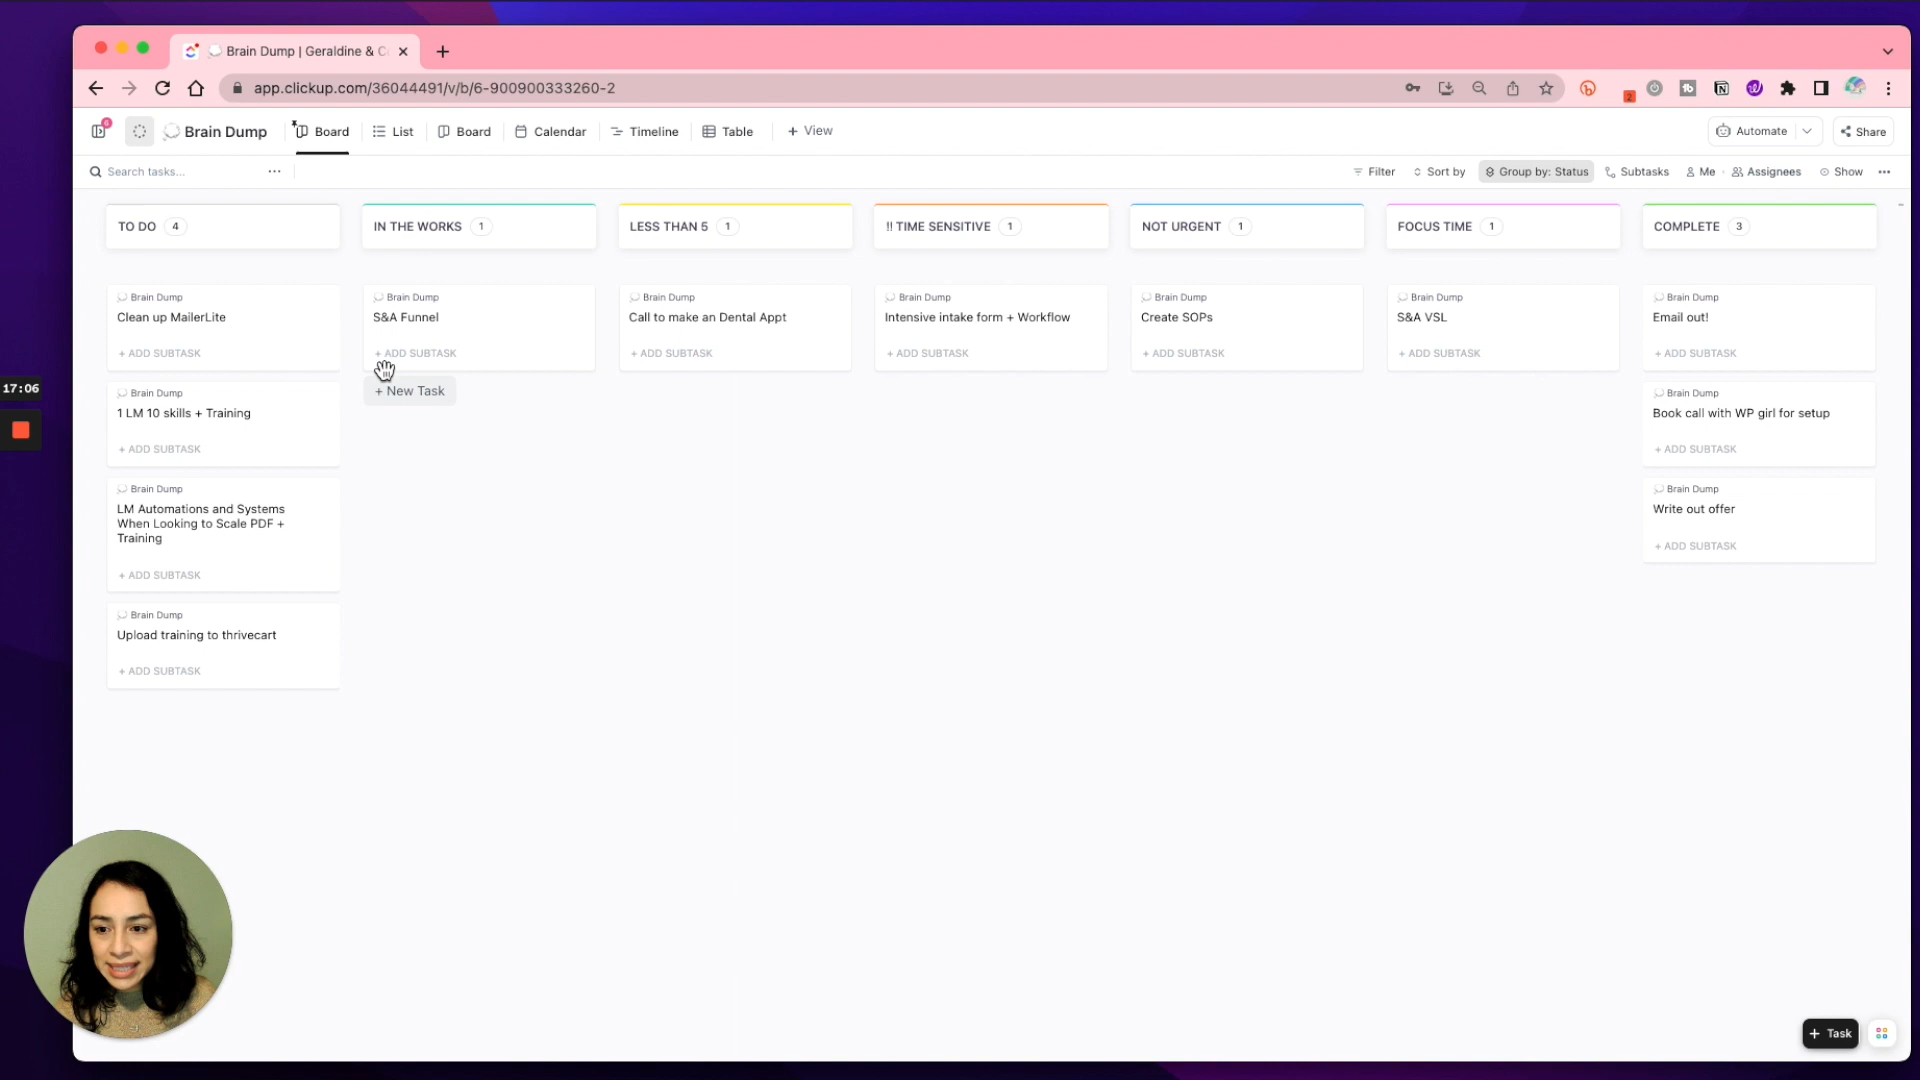 Brain Dump | Geraldine & C
app.clickup.com/36044491/v/b/6-900900333260-2
2
6
Brain Dump
Board
List
Board
Calendar
Timeline
Table
+ View
Automate
Share
Search tasks...
Filter
Sort by
Group by: Status
Subtasks
Me
Assignees
Show
TO DO 4
IN THE WORKS 1
LESS THAN 5 1
!! TIME SENSITIVE 1
NOT URGENT 1
FOCUS TIME 1
COMPLETE 3
Brain Dump
Clean up MailerLite
+ ADD SUBTASK
Brain Dump
1 LM 10 skills + Training
+ ADD SUBTASK
Brain Dump
LM Automations and Systems
When Looking to Scale PDF +
Training
+ ADD SUBTASK
Brain Dump
Upload training to thrivecart
+ ADD SUBTASK
Brain Dump
S&A Funnel
+ ADD SUBTASK
+ New Task
Brain Dump
Call to make an Dental Appt
+ ADD SUBTASK
Brain Dump
Intensive intake form + Workflow
+ ADD SUBTASK
Brain Dump
Create SOPs
+ ADD SUBTASK
Brain Dump
S&A VSL
+ ADD SUBTASK
Brain Dump
Email out!
+ ADD SUBTASK
Brain Dump
Book call with WP girl for setup
+ ADD SUBTASK
Brain Dump
Write out offer
+ ADD SUBTASK
17:06
+ Task